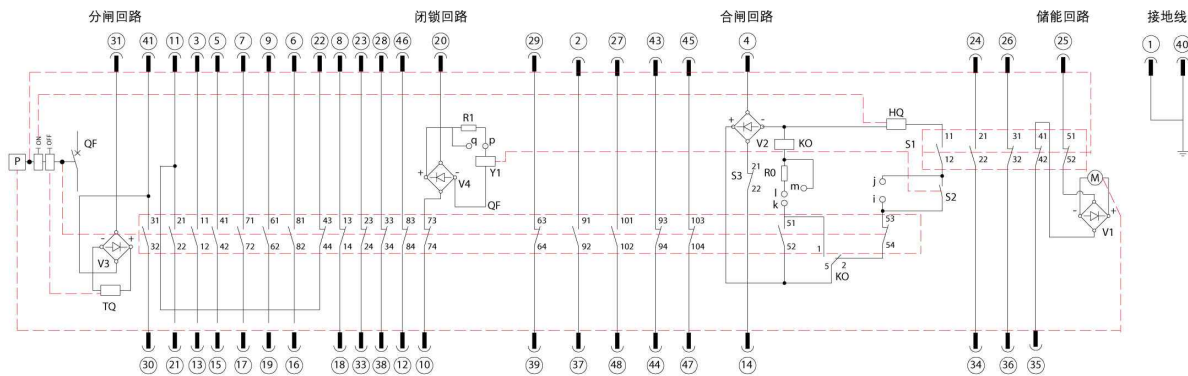 分闸回路 闭锁回路 合闸回路 储能回路 接地线
31 41 11 3 5 7 9 6 22 8 23 28 46 20 29 2 27 43 45 4 24 26 25 1 40
ON OFF QF R1 HQ
q p
P Y1 + - V2 KO S1 11 21 31 41 51
12 22 32 42 52
+ - V4 S3 21 22 R0 m l k j i S2 M
QF
31 21 11 41 71 61 81 43 13 23 33 83 73 63 91 101 93 103 51 53 - + V1
32 22 12 42 72 62 82 44 14 24 34 84 74 64 92 102 94 104 52 1 54
- + V3 5 2 KO
TQ
30 21 13 15 17 19 16 18 33 38 12 10 39 37 48 44 47 14 34 36 35